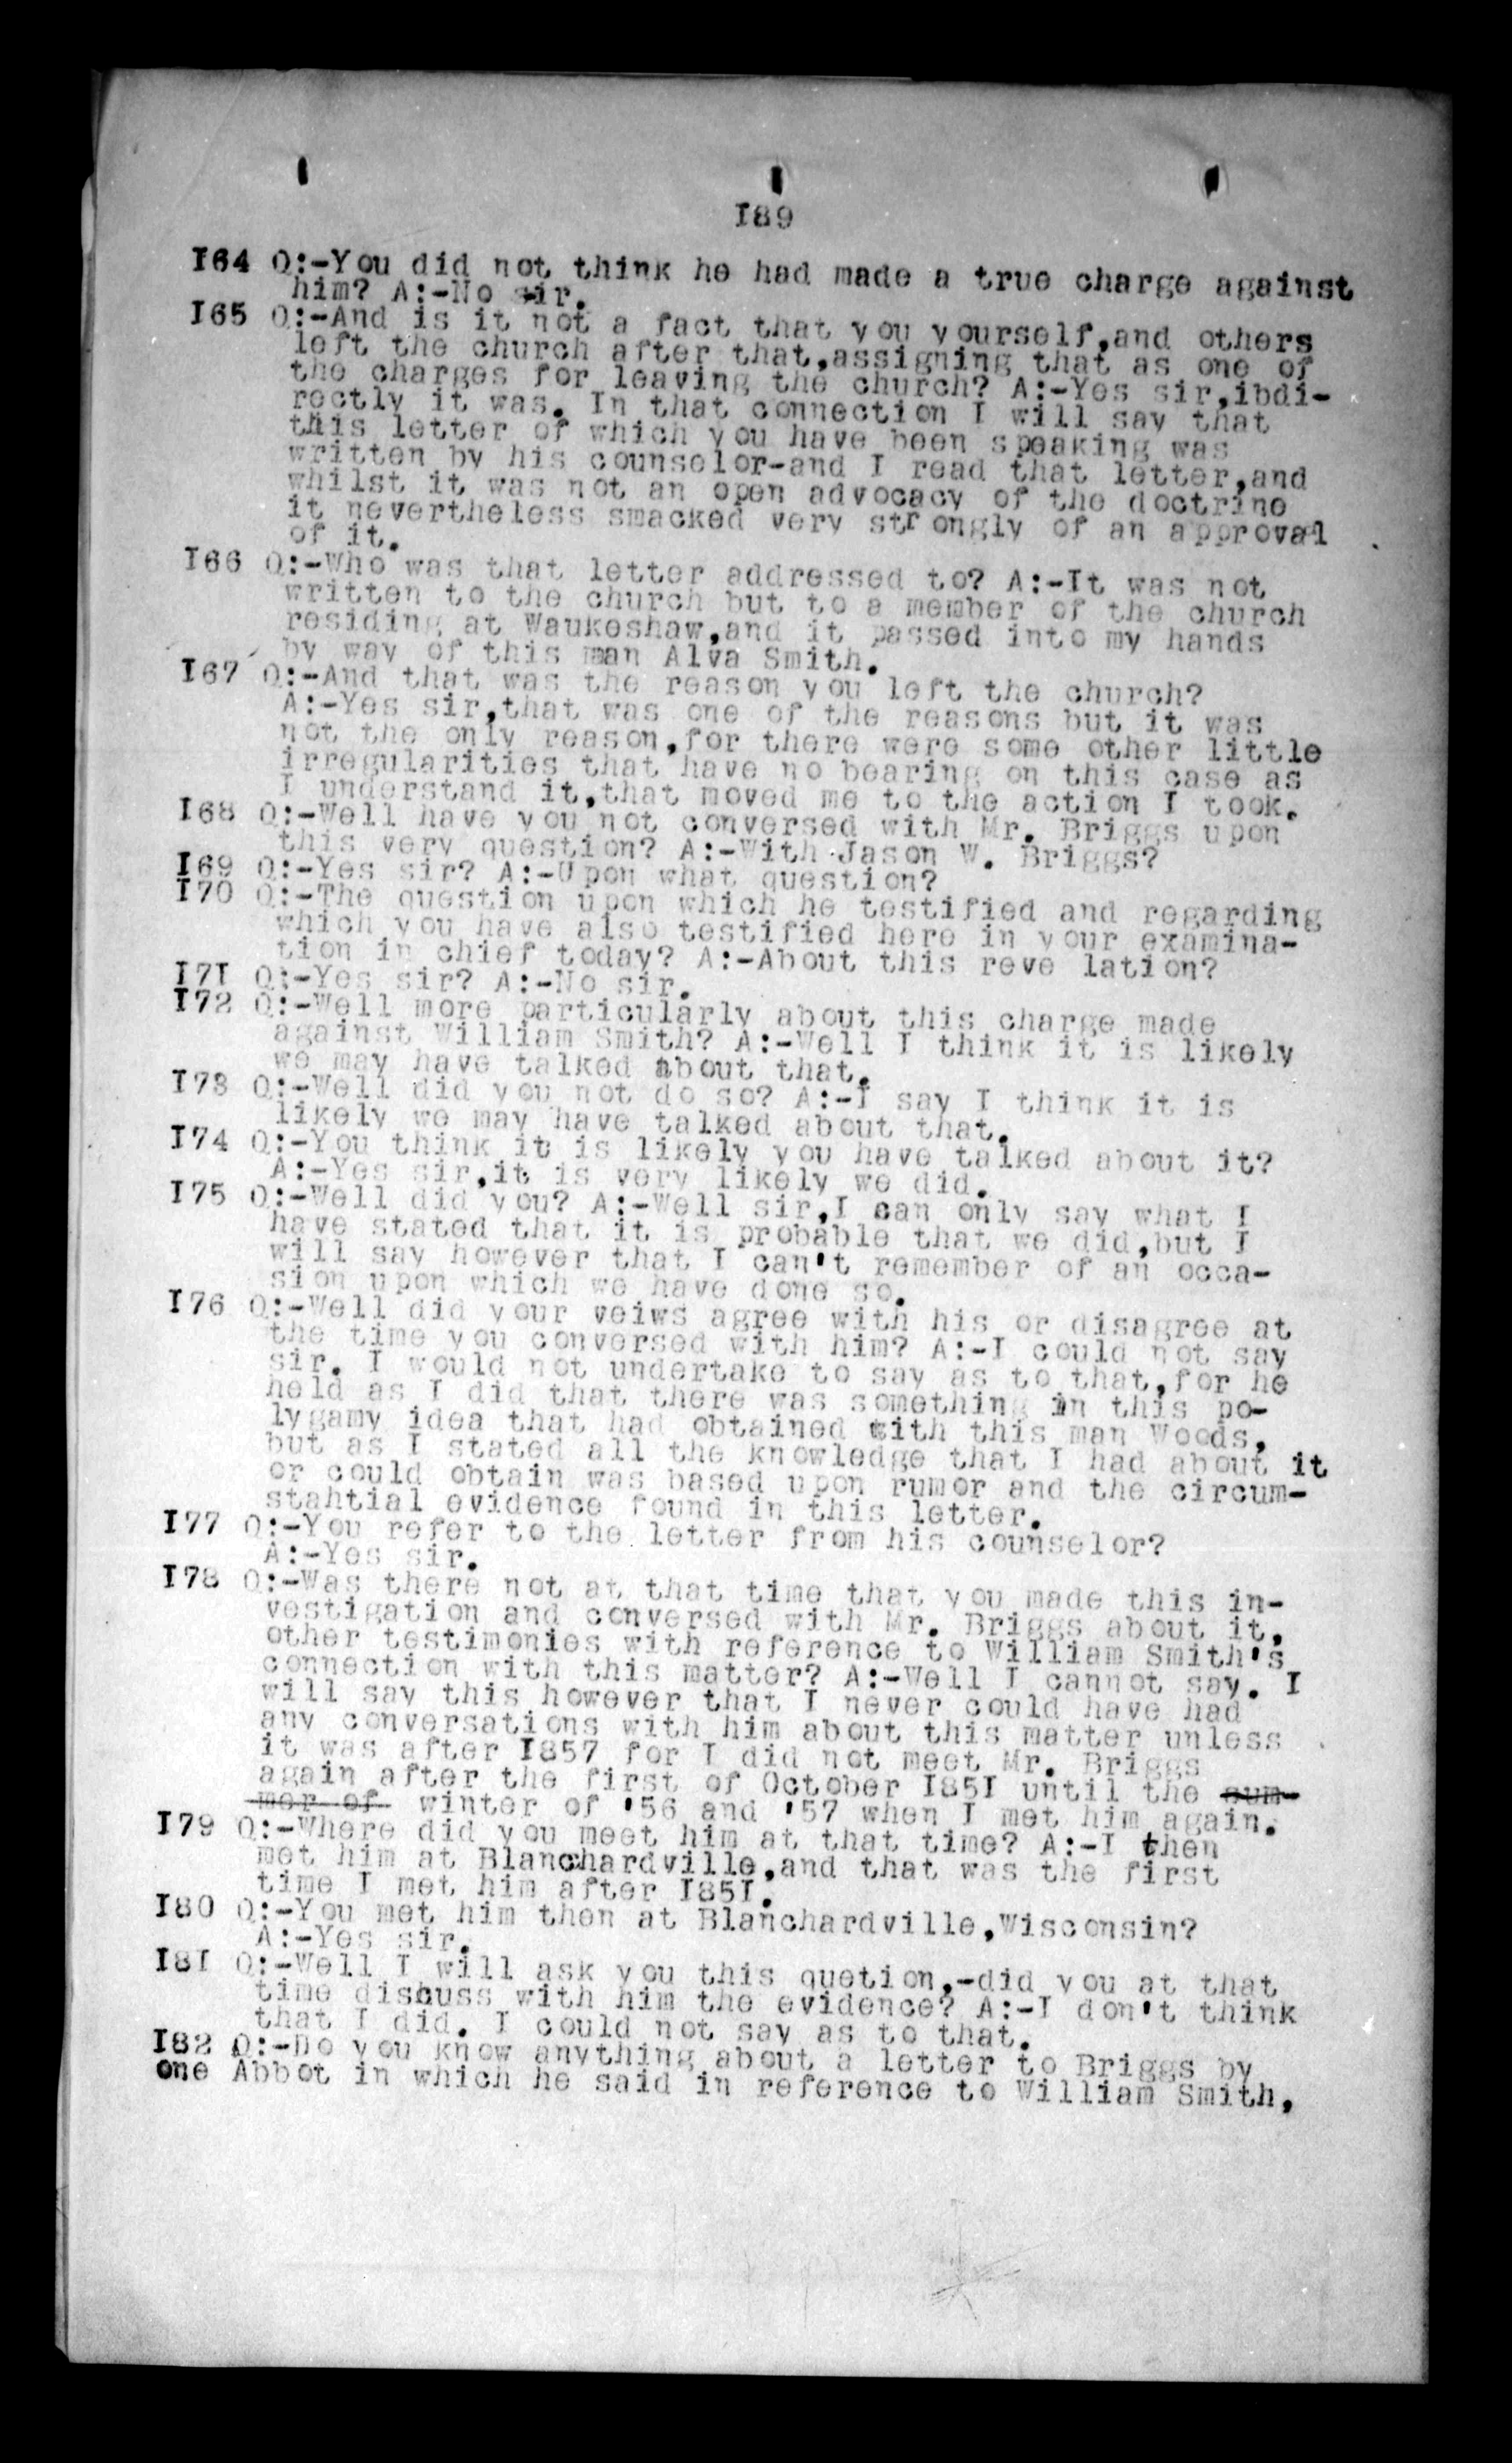 I89
I64 Q:-You did not think he had made a true charge against
him? A:-No sir.
I65 Q:-And is it not a fact that you yourself,and others
left the church after that,assigning that as one of
the charges for leaving the church? A:-Yes sir,ibdi-
rectly it was. In that connection I will say that
this letter of which you have been speaking was
written by his counselor-and I read that letter,and
whilst it was not an open advocacy of the doctrine
it nevertheless smacked very strongly of an approval
of it.
I66 Q:-Who was that letter addressed to? A:-It was not
written to the church but to a member of the church
residing at Waukeshaw,and it passed into my hands
by way of this man Alva Smith.
I67 Q:-And that was the reason you left the church?
A:-Yes sir,that was one of the reasons but it was
not the only reason,for there were some other little
irregularities that have no bearing on this case as
I understand it,that moved me to the action I took.
I68 Q:-Well have you not conversed with Mr. Briggs upon
this very question? A:-With Jason W. Briggs?
I69 Q:-Yes sir? A:-Upon what question?
I70 Q:-The question upon which he testified and regarding
which you have also testified here in your examina-
tion in chief today? A:-About this reve lation?
I7I Q:-Yes sir? A:-No sir.
I72 Q:-Well more particularly about this charge made
against William Smith? A:-Well I think it is likely
we may have talked about that.
I73 Q:-Well did you not do so? A:-I say I think it is
likely we may have talked about that.
I74 Q:-You think it is likely you have talked about it?
A:-Yes sir,it is very likely we did.
I75 Q:-Well did you? A:-Well sir,I can only say what I
have stated that it is probable that we did,but I
will say however that I can't remember of an occa-
sion upon which we have done so.
I76 Q:-Well did your veiws agree with his or disagree at
the time you conversed with him? A:-I could not say
sir. I would not undertake to say as to that,for he
held as I did that there was something in this po-
lygamy idea that had obtained with this man Woods,
but as I stated all the knowledge that I had about it
or could obtain was based upon rumor and the circum-
stahtial evidence found in this letter.
I77 Q:-You refer to the letter from his counselor?
A:-Yes sir.
I78 Q:-Was there not at that time that you made this in-
vestigation and conversed with Mr. Briggs about it,
other testimonies with reference to William Smith's
connection with this matter? A:-Well I cannot say. I
will say this however that I never could have had
any conversations with him about this matter unless
it was after I857 for I did not meet Mr. Briggs
again after the first of October I85I until the sum-
mer of winter of '56 and '57 when I met him again.
I79 Q:-Where did you meet him at that time? A:-I then
met him at Blanchardville,and that was the first
time I met him after I85I.
I80 Q:-You met him then at Blanchardville,Wisconsin?
A:-Yes sir.
I8I Q:-Well I will ask you this quetion,-did you at that
time discuss with him the evidence? A:-I don't think
that I did. I could not say as to that.
I82 Q:-Do you know anything about a letter to Briggs by
one Abbot in which he said in reference to William Smith,